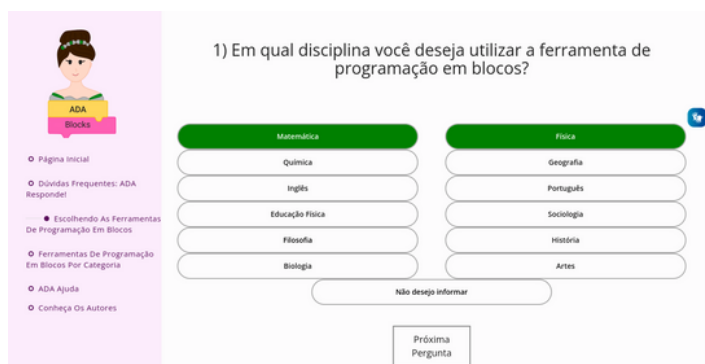 ADA
Blocks
Página Inicial
Dúvidas Frequentes: ADA
Responde!
Escolhendo As Ferramentas
De Programação Em Blocos
Ferramentas De Programação
Em Blocos Por Categoria
ADA Ajuda
Conheça Os Autores
1) Em qual disciplina você deseja utilizar a ferramenta de
programação em blocos?
Matemática
Física
Química
Geografia
Inglês
Português
Educação Física
Sociologia
Filosofia
História
Biologia
Artes
Não desejo informar
Próxima
Pergunta